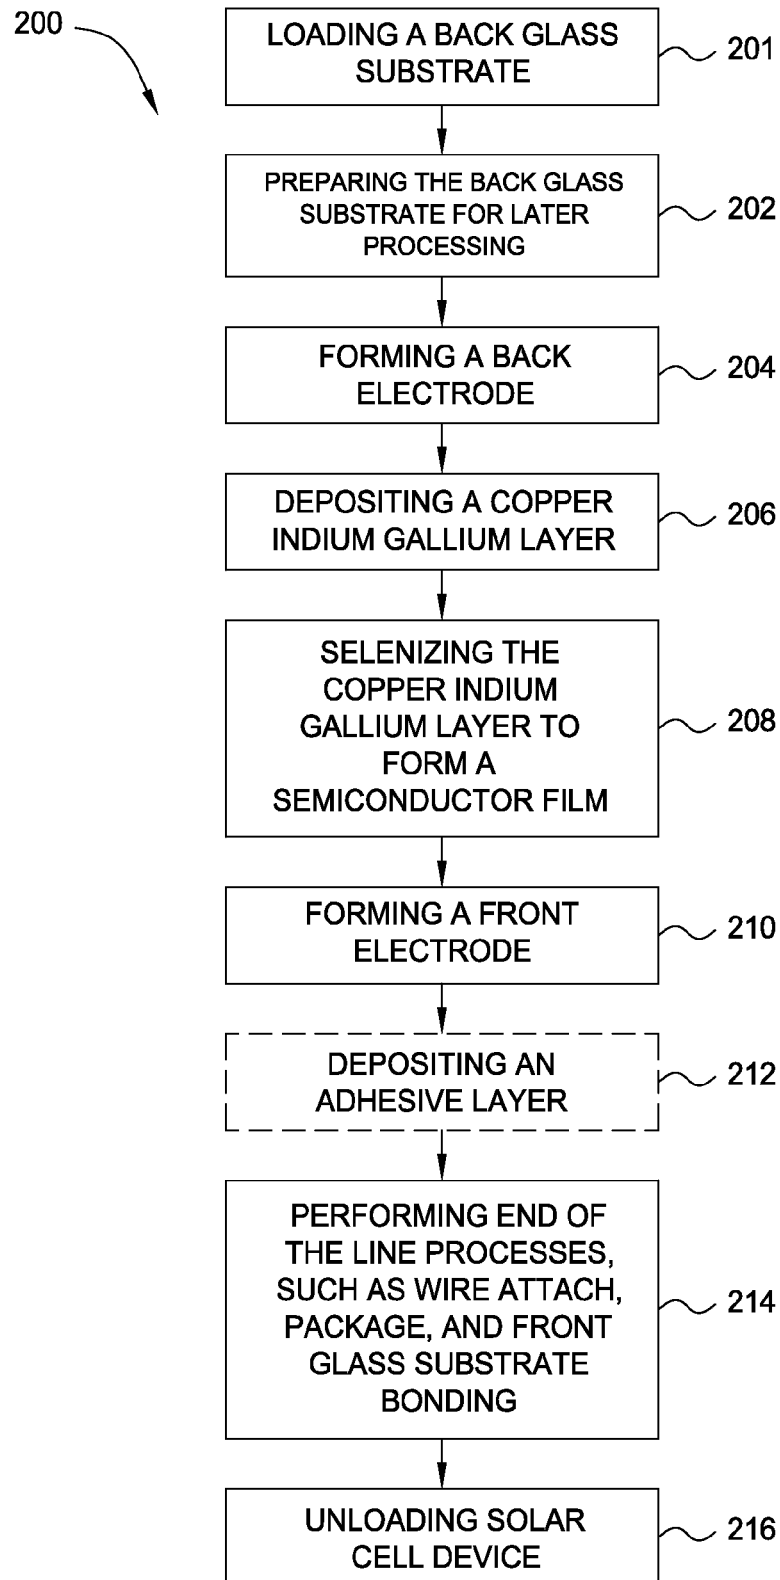 200
LOADING A BACK GLASS
SUBSTRATE
201
PREPARING THE BACK GLASS
SUBSTRATE FOR LATER
PROCESSING
202
FORMING A BACK
ELECTRODE
204
DEPOSITING A COPPER
INDIUM GALLIUM LAYER
206
SELENIZING THE
COPPER INDIUM
GALLIUM LAYER TO
FORM A
SEMICONDUCTOR FILM
208
FORMING A FRONT
ELECTRODE
210
DEPOSITING AN
ADHESIVE LAYER
212
PERFORMING END OF
THE LINE PROCESSES,
SUCH AS WIRE ATTACH,
PACKAGE, AND FRONT
GLASS SUBSTRATE
BONDING
214
UNLOADING SOLAR
CELL DEVICE
216